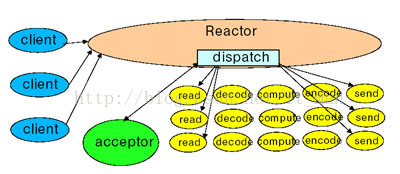 Reactor
client
dispatch
client
read decode compute encode send
read decode compute encode send
client
acceptor
read decode compute encode send